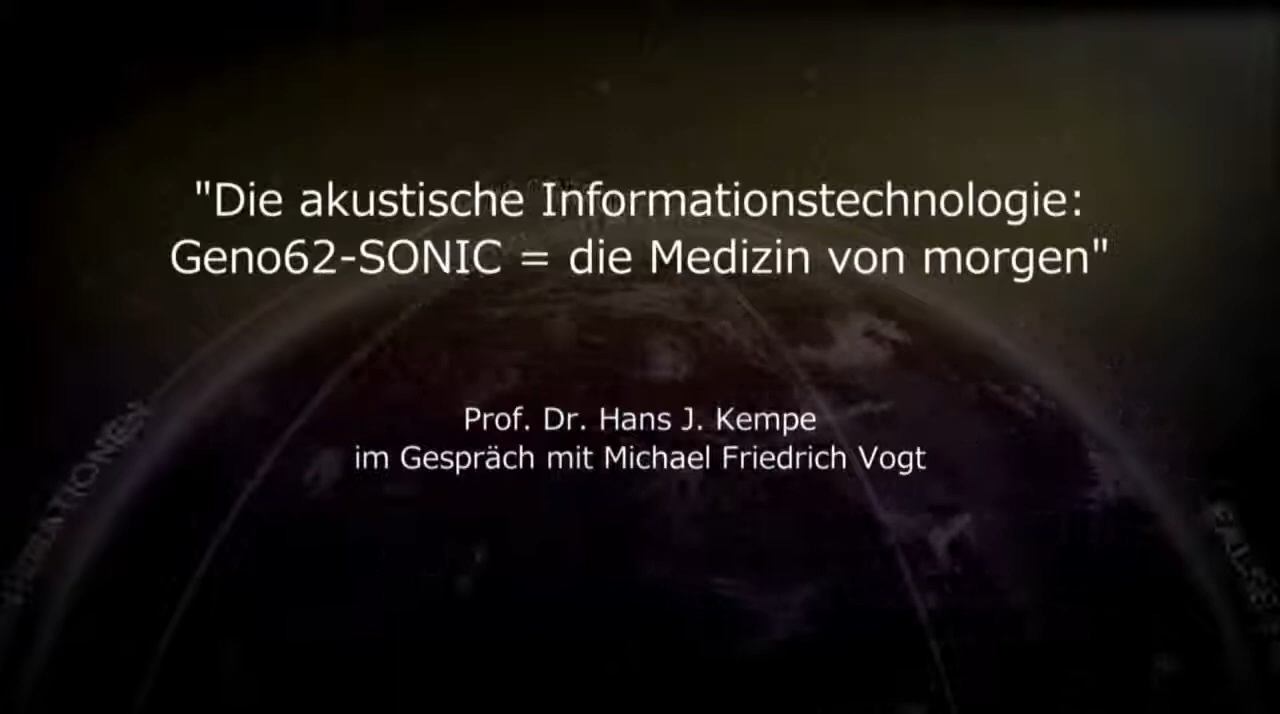 "Die akustische Informationstechnologie:
Geno62-SONIC = die Medizin von morgen"
Prof. Dr. Hans J. Kempe
im Gespräch mit Michael Friedrich Vogt